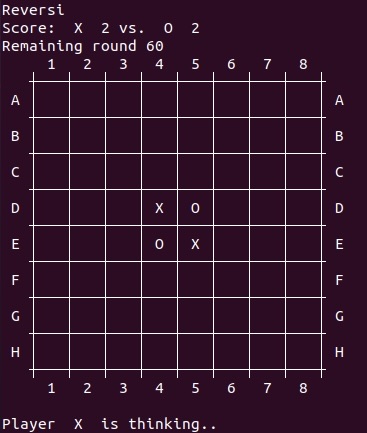 Reversi
Score:  X  2 vs.  O  2
Remaining round 60
1 2 3 4 5 6 7 8
A A
B B
C C
D X O D
E O X E
F F
G G
H H
1 2 3 4 5 6 7 8
Player  X  is thinking..